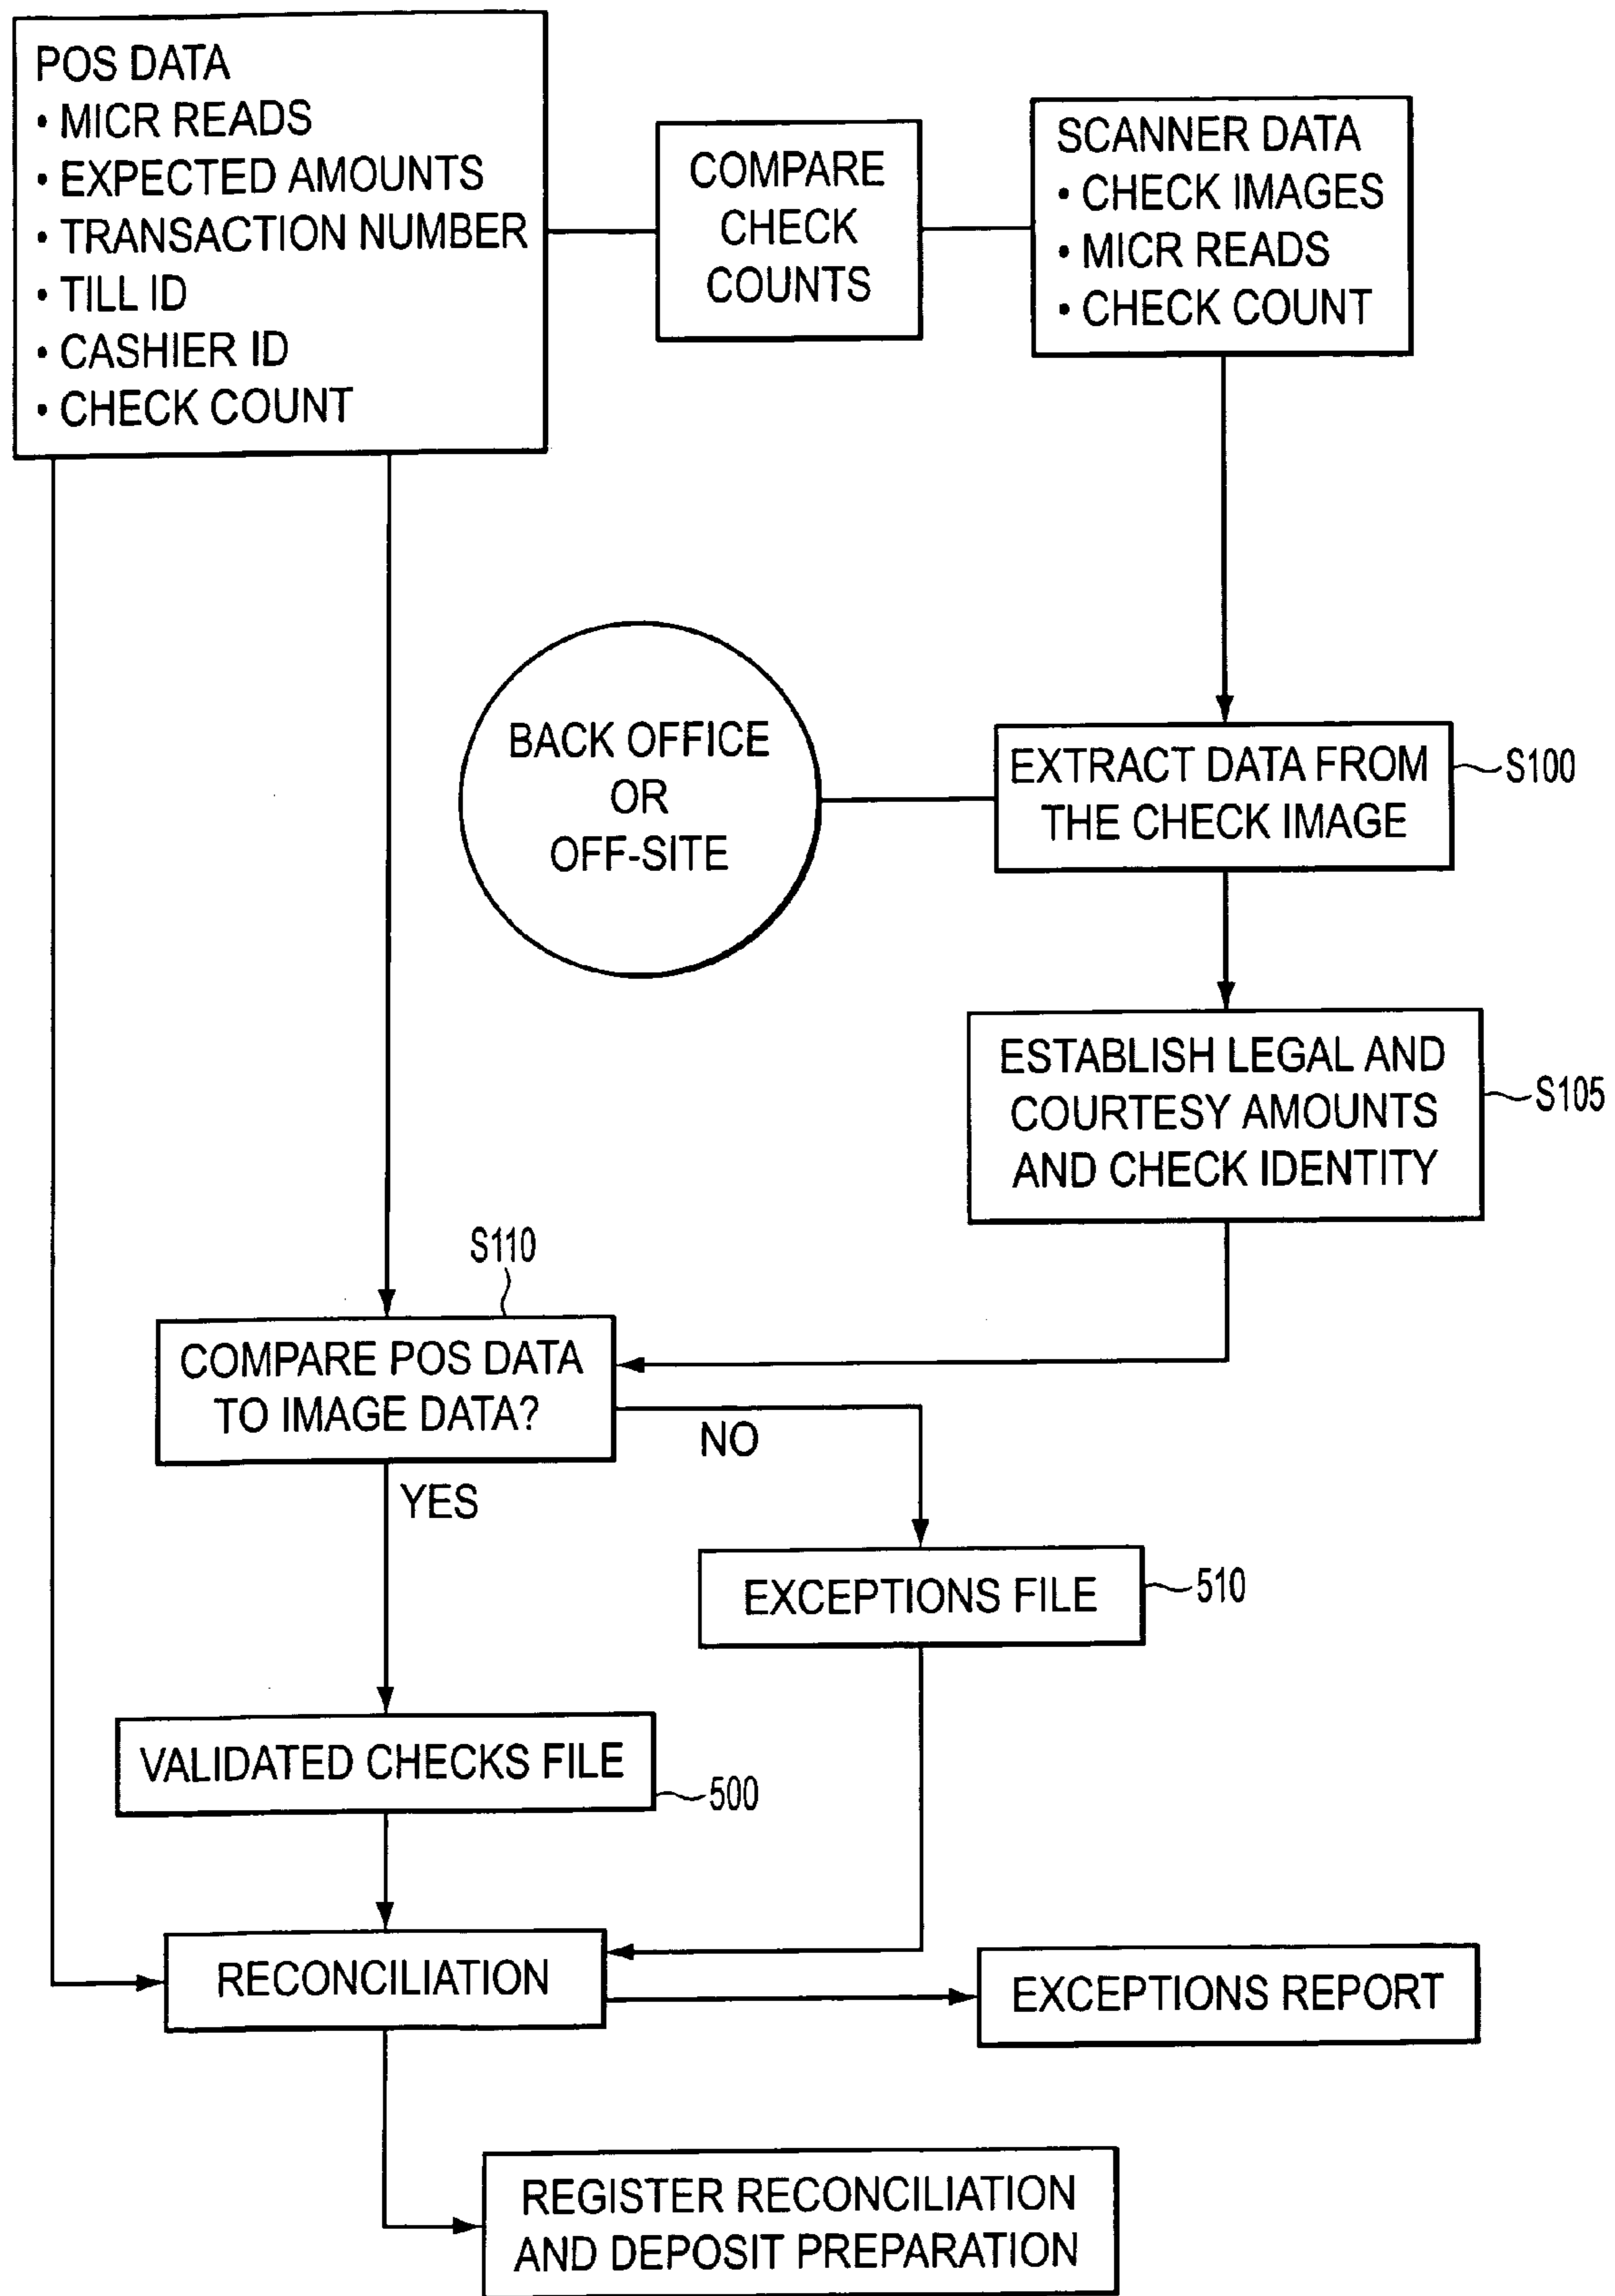 POS DATA
• MICR READS
• EXPECTED AMOUNTS
• TRANSACTION NUMBER
• TILL ID
• CASHIER ID
• CHECK COUNT
COMPARE
CHECK
COUNTS
SCANNER DATA
• CHECK IMAGES
• MICR READS
• CHECK COUNT
BACK OFFICE
OR
OFF-SITE
EXTRACT DATA FROM
THE CHECK IMAGE
S100
ESTABLISH LEGAL AND
COURTESY AMOUNTS
AND CHECK IDENTITY
S105
S110
COMPARE POS DATA
TO IMAGE DATA?
NO
YES
EXCEPTIONS FILE
510
VALIDATED CHECKS FILE
500
RECONCILIATION
EXCEPTIONS REPORT
REGISTER RECONCILIATION
AND DEPOSIT PREPARATION